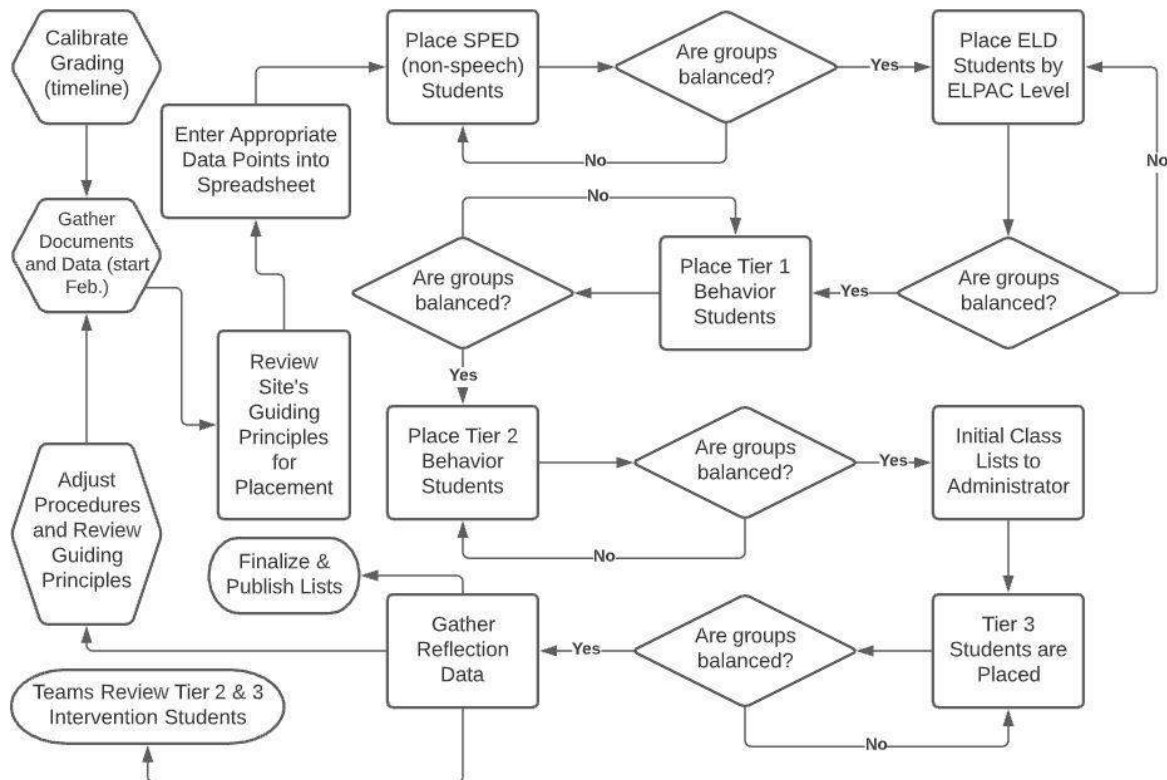 Calibrate
Grading
(timeline)
Gather
Documents
and Data (start
Feb.)
Review
Site's
Guiding
Principles
for
Placement
Enter Appropriate
Data Points into
Spreadsheet
Place SPED
(non-speech)
Students
Are groups
balanced?
No
Yes
Place ELD
Students by
ELPAC Level
Are groups
balanced?
No
Yes
Place Tier 1
Behavior
Students
Are groups
balanced?
No
Yes
Place Tier 2
Behavior
Students
Are groups
balanced?
No
Yes
Initial Class
Lists to
Administrator
Tier 3
Students are
Placed
Are groups
balanced?
No
Yes
Gather
Reflection
Data
Finalize &
Publish Lists
Adjust
Procedures
and Review
Guiding
Principles
Teams Review Tier 2 & 3
Intervention Students